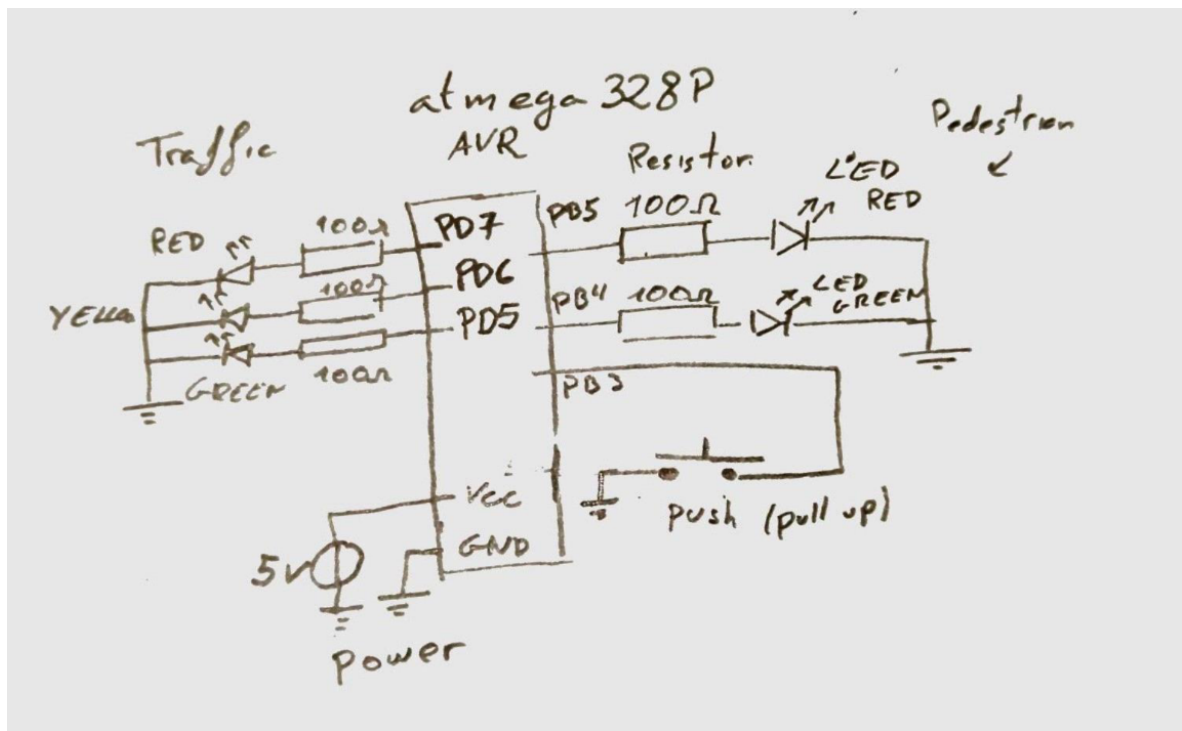 atmega 328P
AVR
Traffic
Resistor
Pedestrian
LED
RED
RED
100Ω
PD7
PB5
100Ω
YELLO
100Ω
PD6
PB4
100Ω
LED
GREEN
PD5
GREEN
100Ω
PB3
push (pull up)
Vcc
GND
5V
power